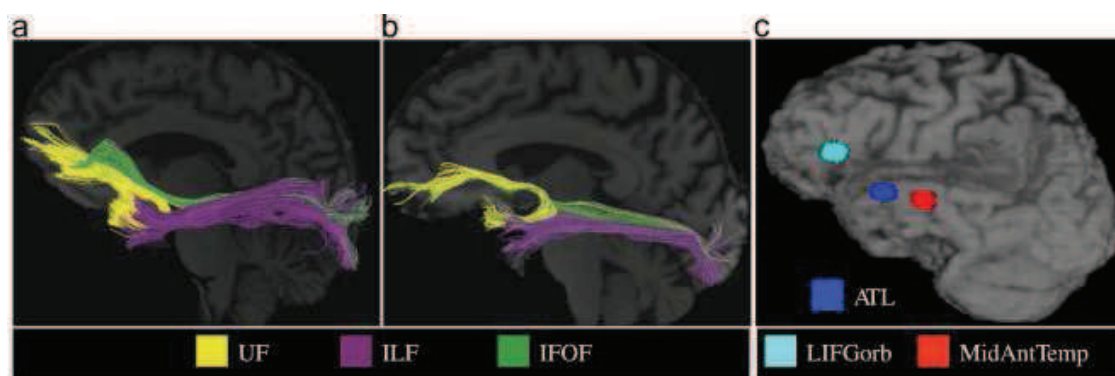 a
b
c
ATL
UF
ILF
IFOF
LIFGorb
MidAntTemp